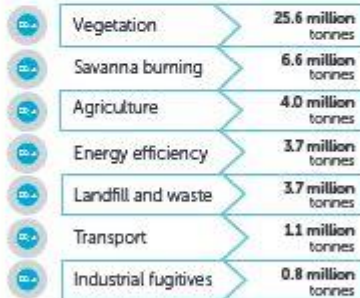 Vegetation
25.6 million
tonnes
Savanna burning
6.6 million
tonnes
Agriculture
4.0 million
tonnes
Energy efficiency
3.7 million
tonnes
Landfill and waste
3.7 million
tonnes
Transport
1.1 million
tonnes
Industrial fugitives
0.8 million
tonnes